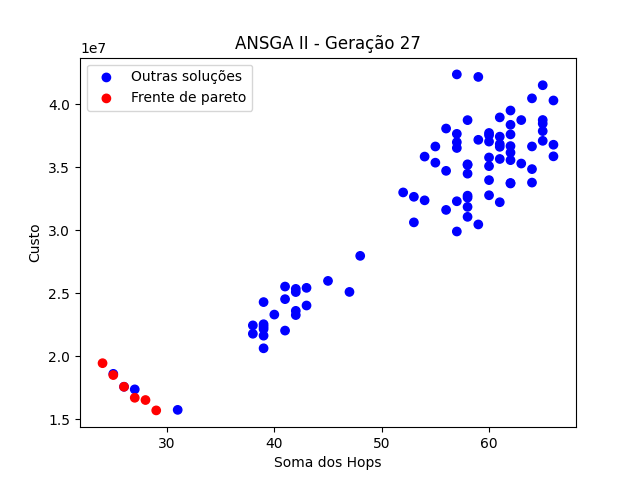 ANSGA II - Geração 27
1e7
Outras soluções
Frente de pareto
4.0
3.5
3.0
2.5
2.0
1.5
Custo
30
40
50
60
Soma dos Hops